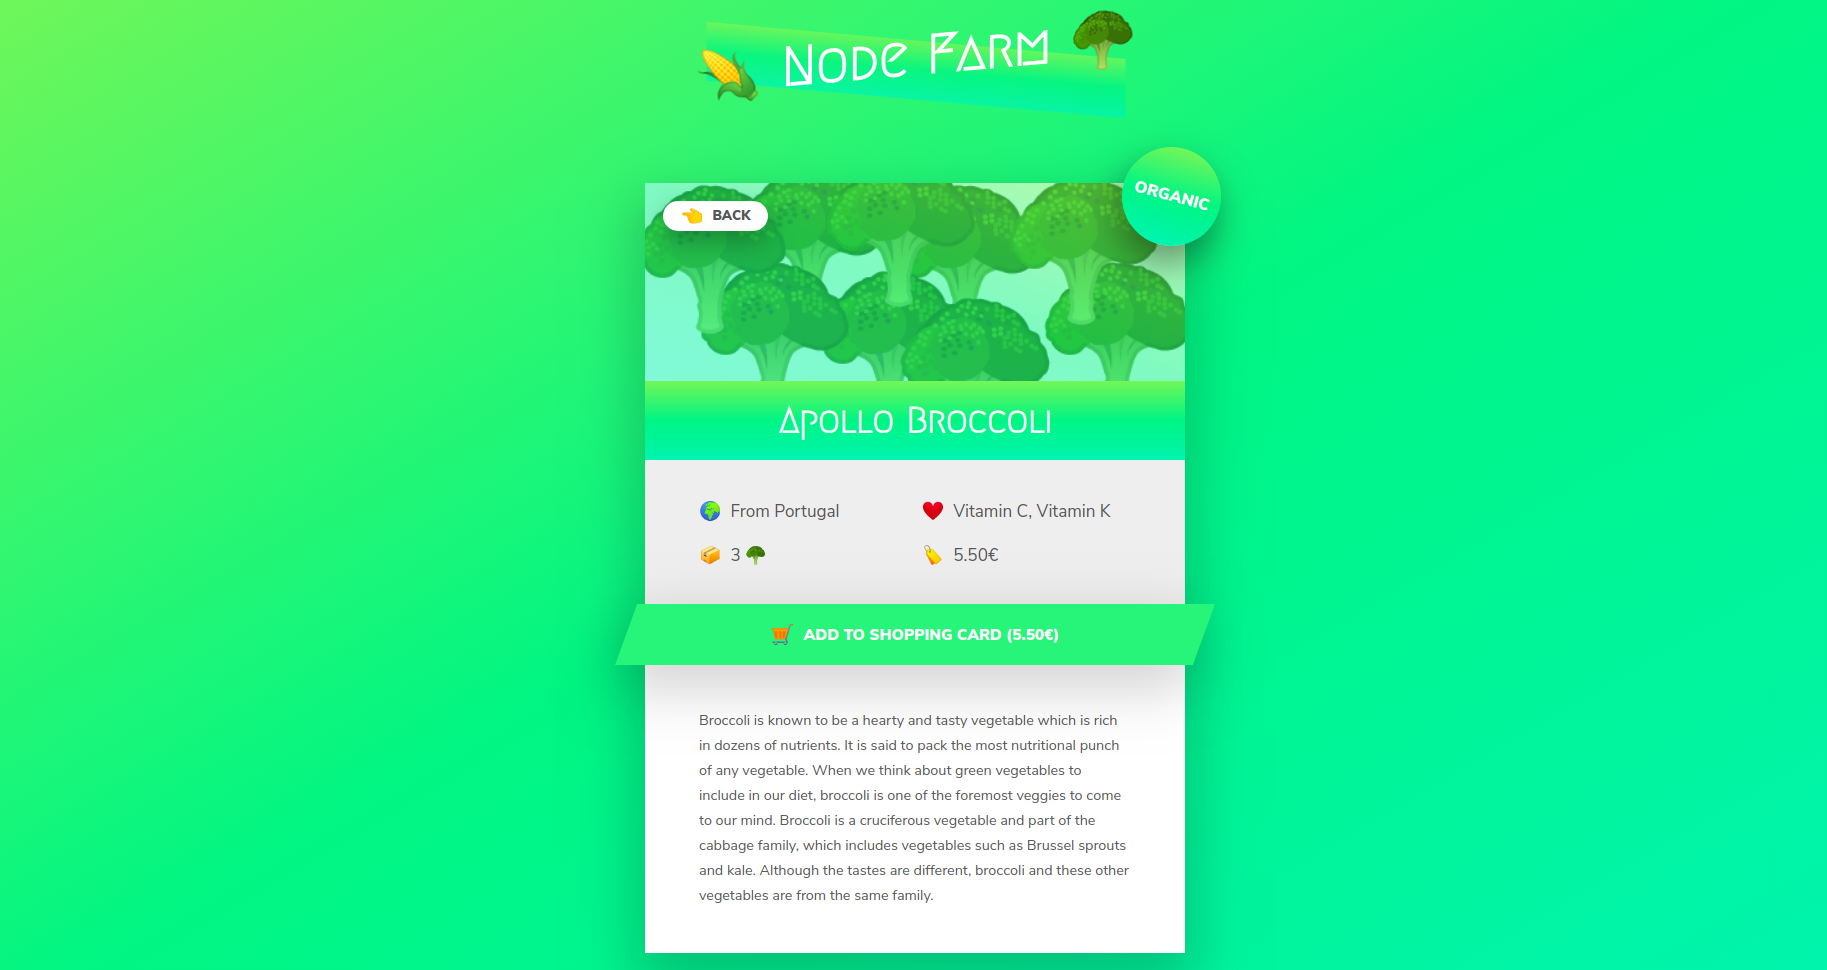 Node Farm
ORGANIC
BACK
Apollo Broccoli
From Portugal
Vitamin C, Vitamin K
3
5.50€
ADD TO SHOPPING CARD (5.50€)
Broccoli is known to be a hearty and tasty vegetable which is rich
in dozens of nutrients. It is said to pack the most nutritional punch
of any vegetable. When we think about green vegetables to
include in our diet, broccoli is one of the foremost veggies to come
to our mind. Broccoli is a cruciferous vegetable and part of the
cabbage family, which includes vegetables such as Brussel sprouts
and kale. Although the tastes are different, broccoli and these other
vegetables are from the same family.